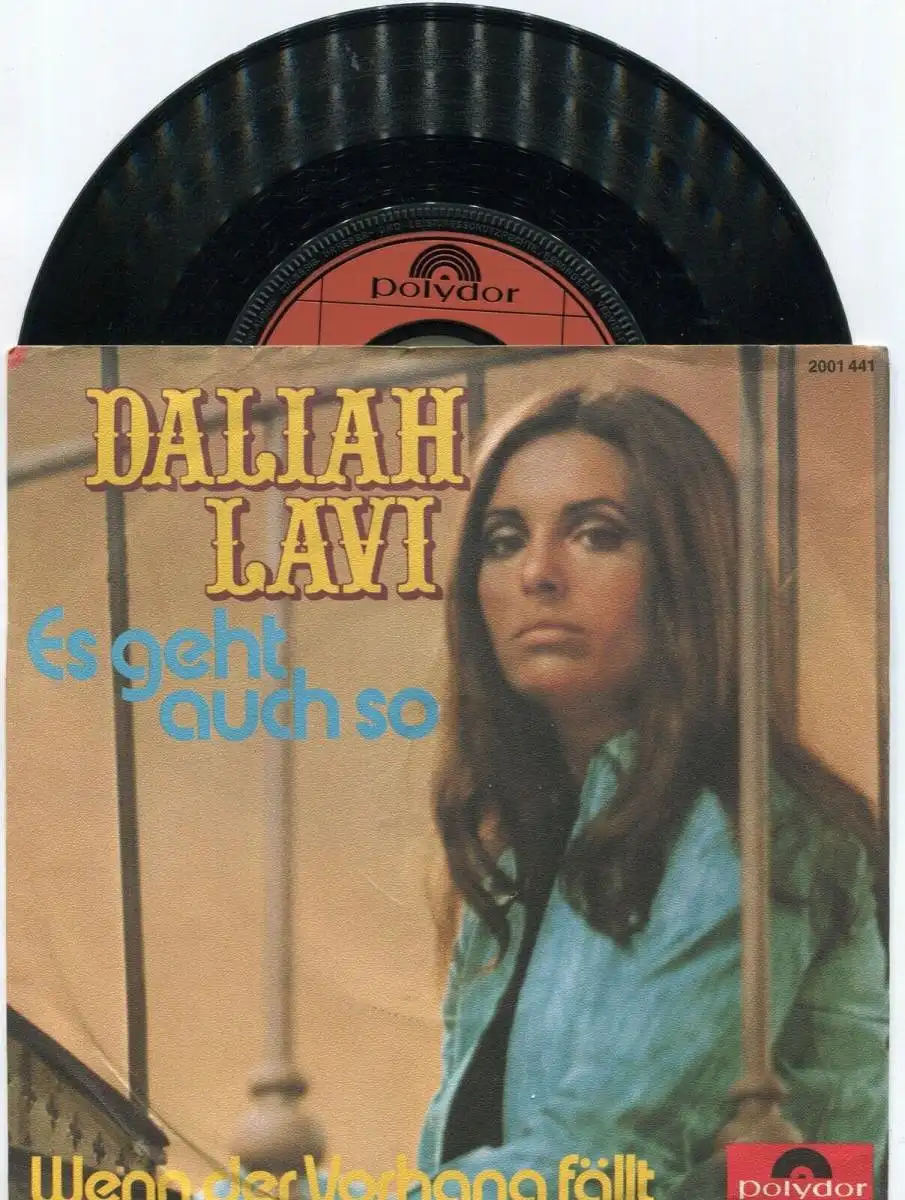 polydor
2001 441
DALIAH
LAVI
Es geht
auch so
Wenn der Vorhang fällt
polydor